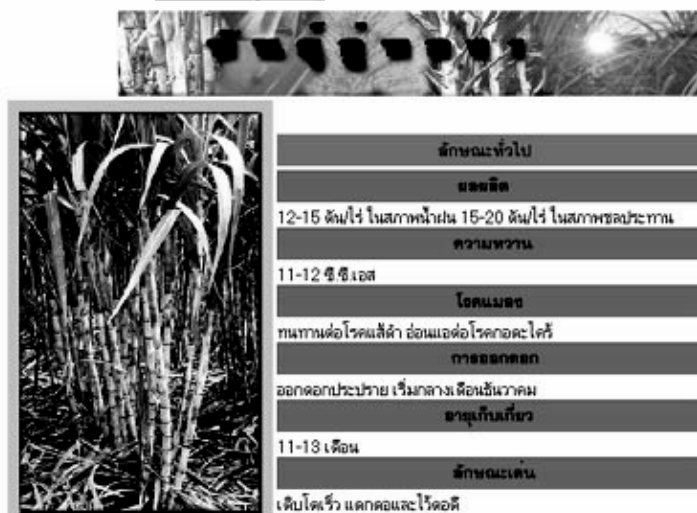 ลักษณะทั่วไป
ผลผลิต
12-15 ตัน/ไร่ ในสภาพน้ำฝน 15-20 ตัน/ไร่ ในสภาพชลประทาน
ความหวาน
11-12 ซี.ซี.เอส
โรคแมลง
ทนทานต่อโรคแส้ดำ อ่อนแอต่อโรคกอตะไคร้
การออกดอก
ออกดอกประปราย เริ่มกลางเดือนธันวาคม
อายุเก็บเกี่ยว
11-13 เดือน
ลักษณะเด่น
เติบโตเร็ว แตกกอและไว้ตอดี